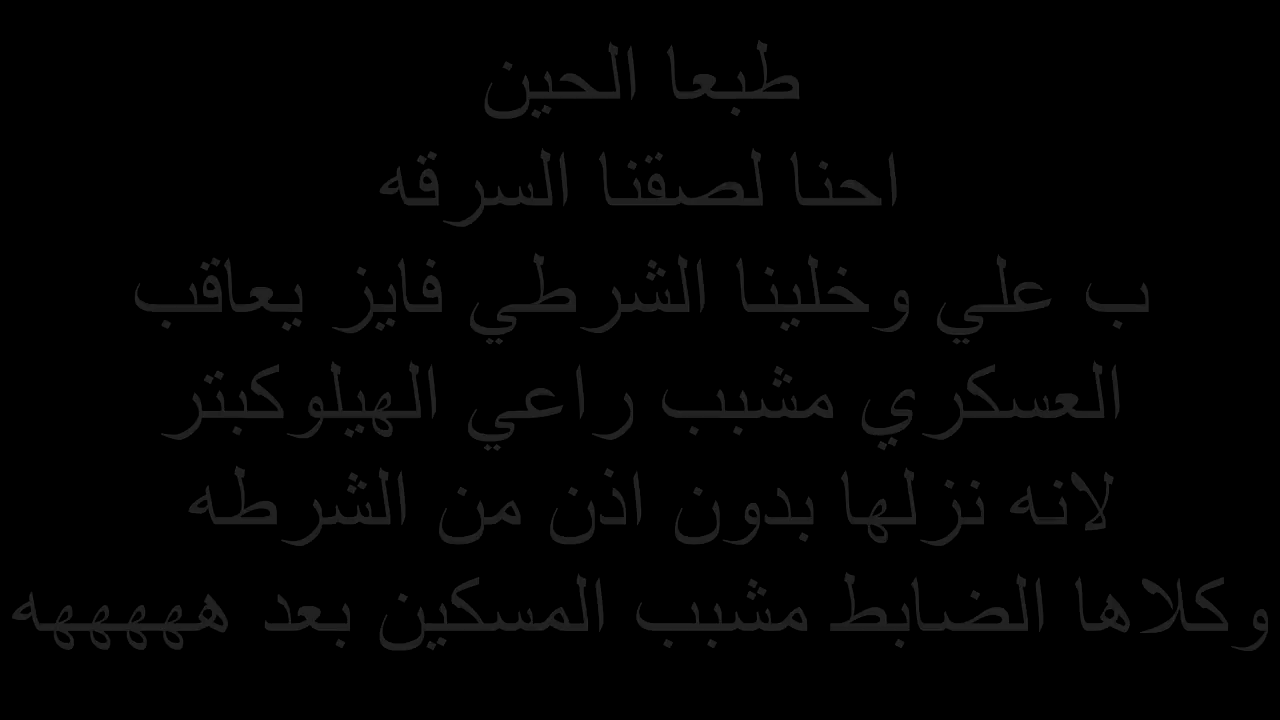 طبعا الحين
احنا لصقنا السرقه
ب علي وخلينا الشرطي فايز يعاقب
العسكري مشبب راعي الهيلوكبتر
لانه نزلها بدون اذن من الشرطه
وكلاها الضابط مشبب المسكين بعد هههههه